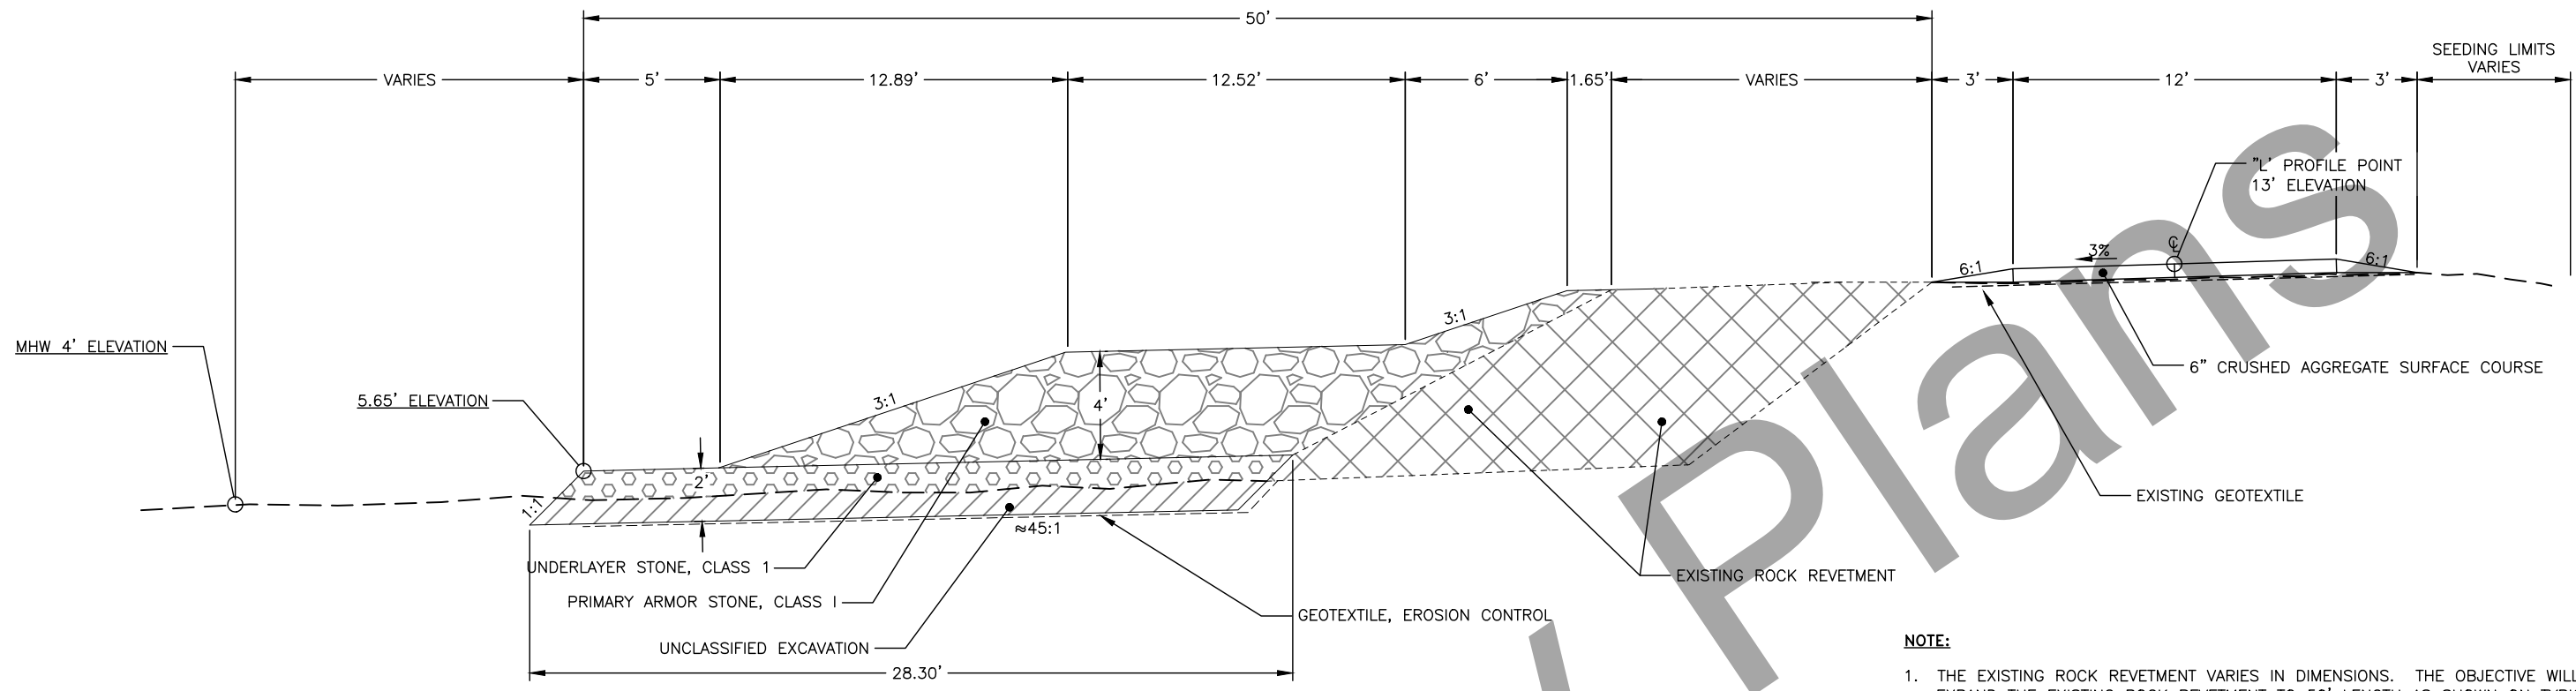 50'
SEEDING LIMITS
VARIES
VARIES
5'
12.89'
12.52'
6'
1.65'
VARIES
3'
12'
3'
"L' PROFILE POINT
13' ELEVATION
℄
3%
6:1
6:1
3:1
3:1
MHW 4' ELEVATION
6" CRUSHED AGGREGATE SURFACE COURSE
5.65' ELEVATION
4'
2'
1:1
≈45:1
EXISTING GEOTEXTILE
UNDERLAYER STONE, CLASS 1
EXISTING ROCK REVETMENT
PRIMARY ARMOR STONE, CLASS I
GEOTEXTILE, EROSION CONTROL
UNCLASSIFIED EXCAVATION
28.30'
NOTE:
1. THE EXISTING ROCK REVETMENT VARIES IN DIMENSIONS. THE OBJECTIVE WILL
Plans